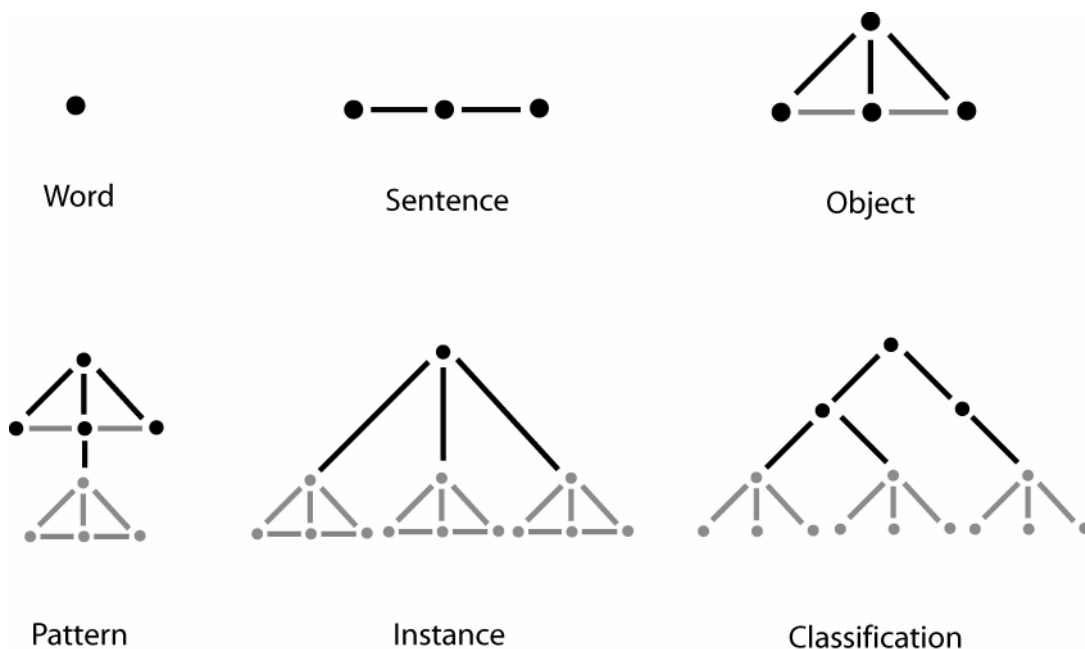 Word
Sentence
Object
Pattern
Instance
Classification